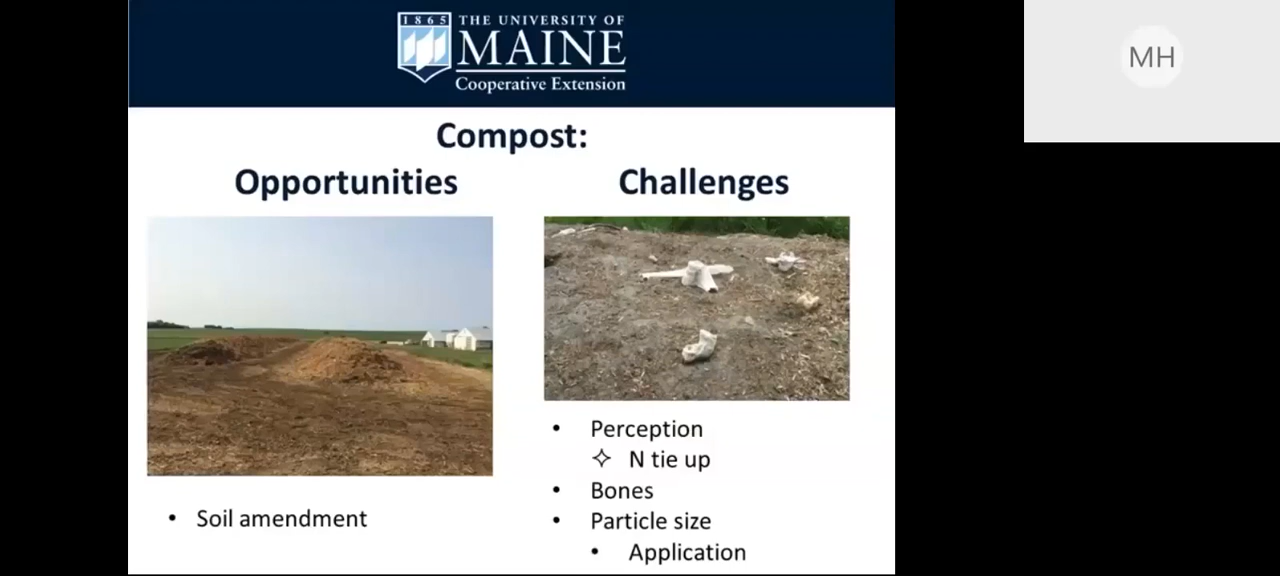 1865
THE UNIVERSITY OF
MAINE
Cooperative Extension
MH
Compost:
Opportunities
Challenges
• Soil amendment
• Perception
✧ N tie up
• Bones
• Particle size
• Application